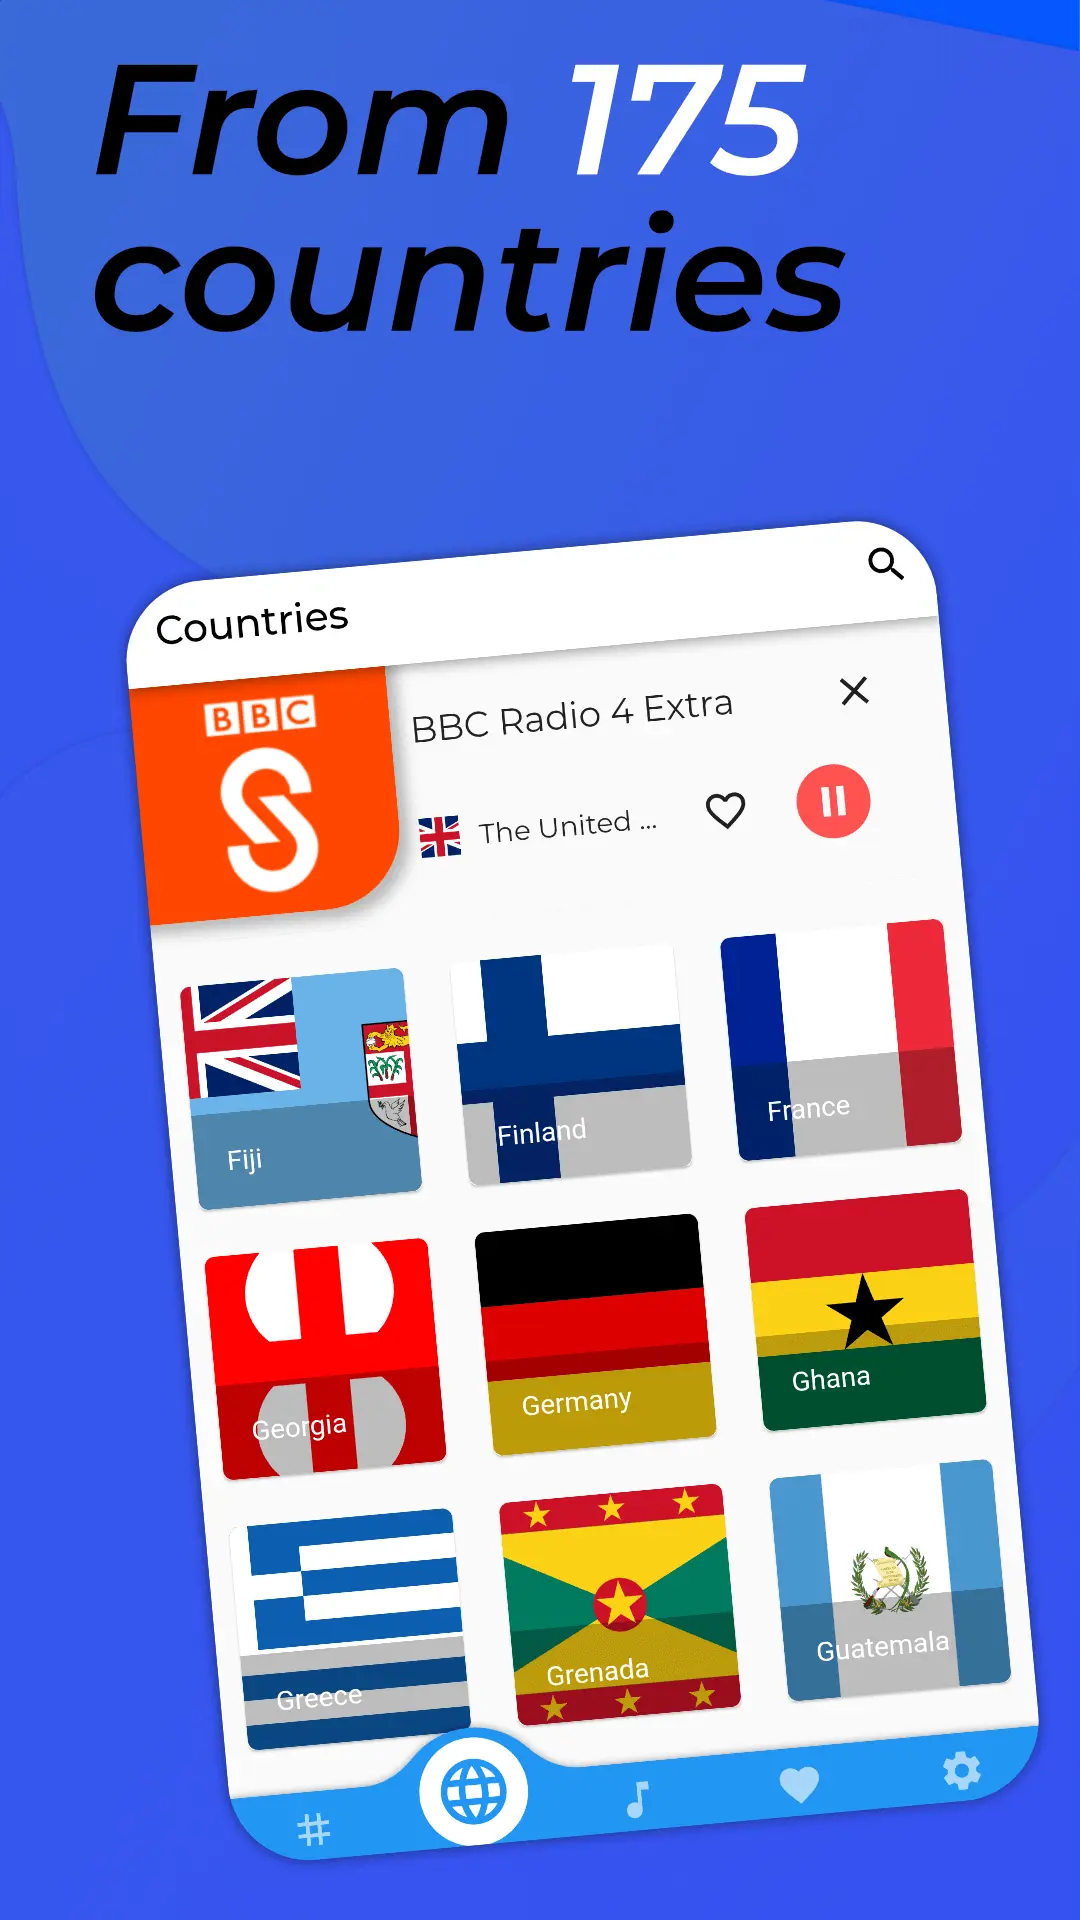 From 175
countries
Countries
BBC
BBC Radio 4 Extra
The United ...
Fiji
Finland
France
Georgia
Germany
Ghana
Greece
Grenada
Guatemala